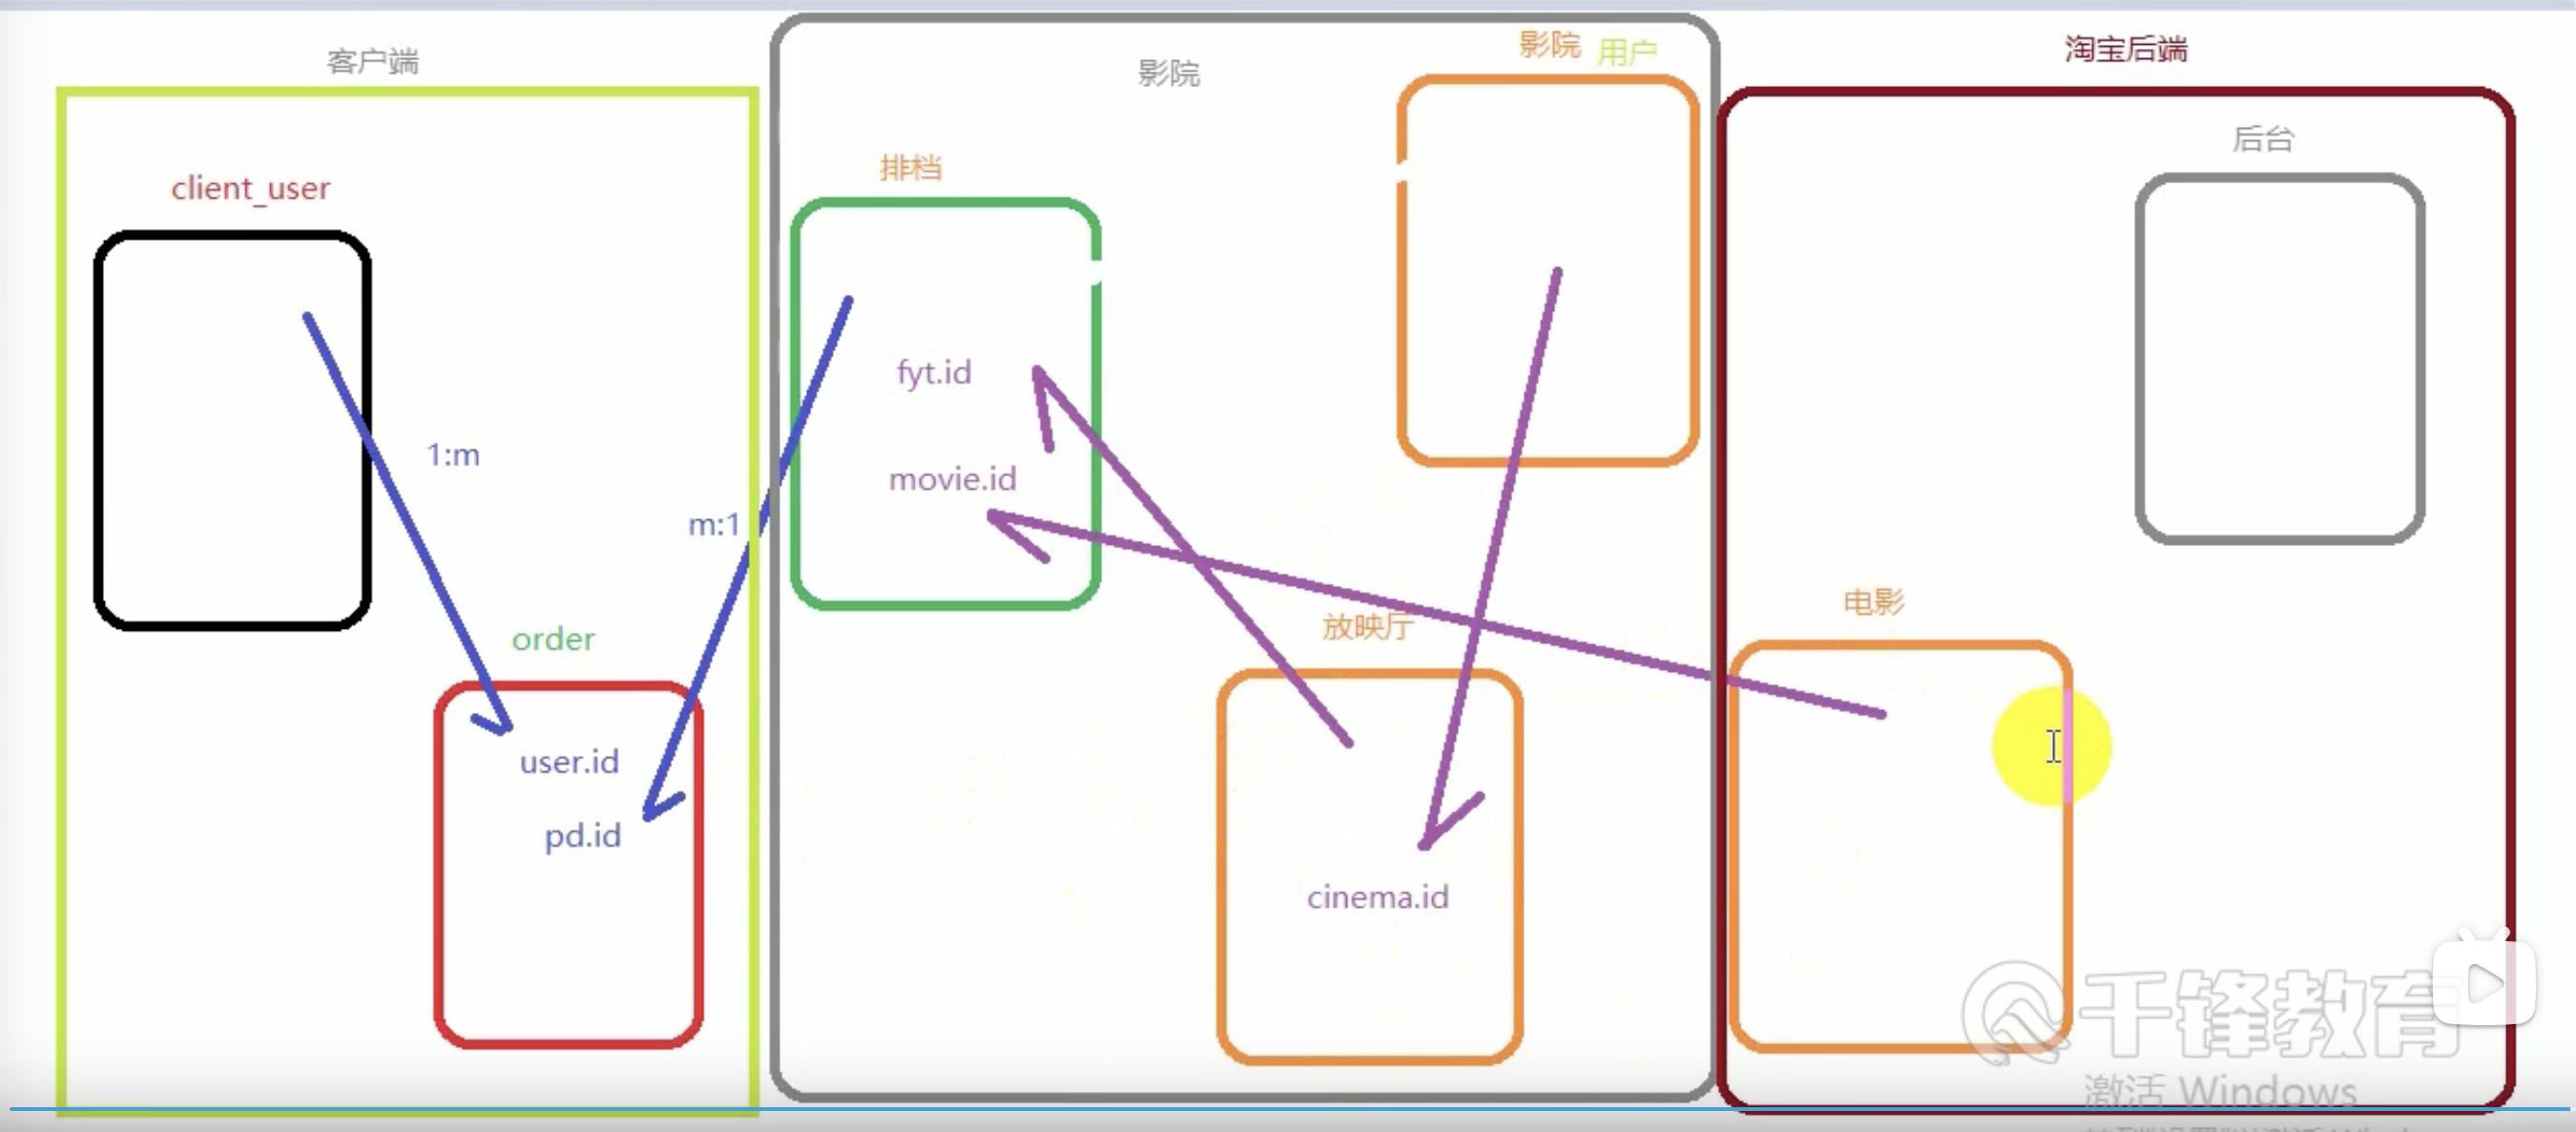 客户端
client_user
1:m
m:1
order
user.id
pd.id
影院
排档
fyt.id
movie.id
影院 用户
放映厅
cinema.id
淘宝后端
后台
电影
千锋教育
激活 Windows